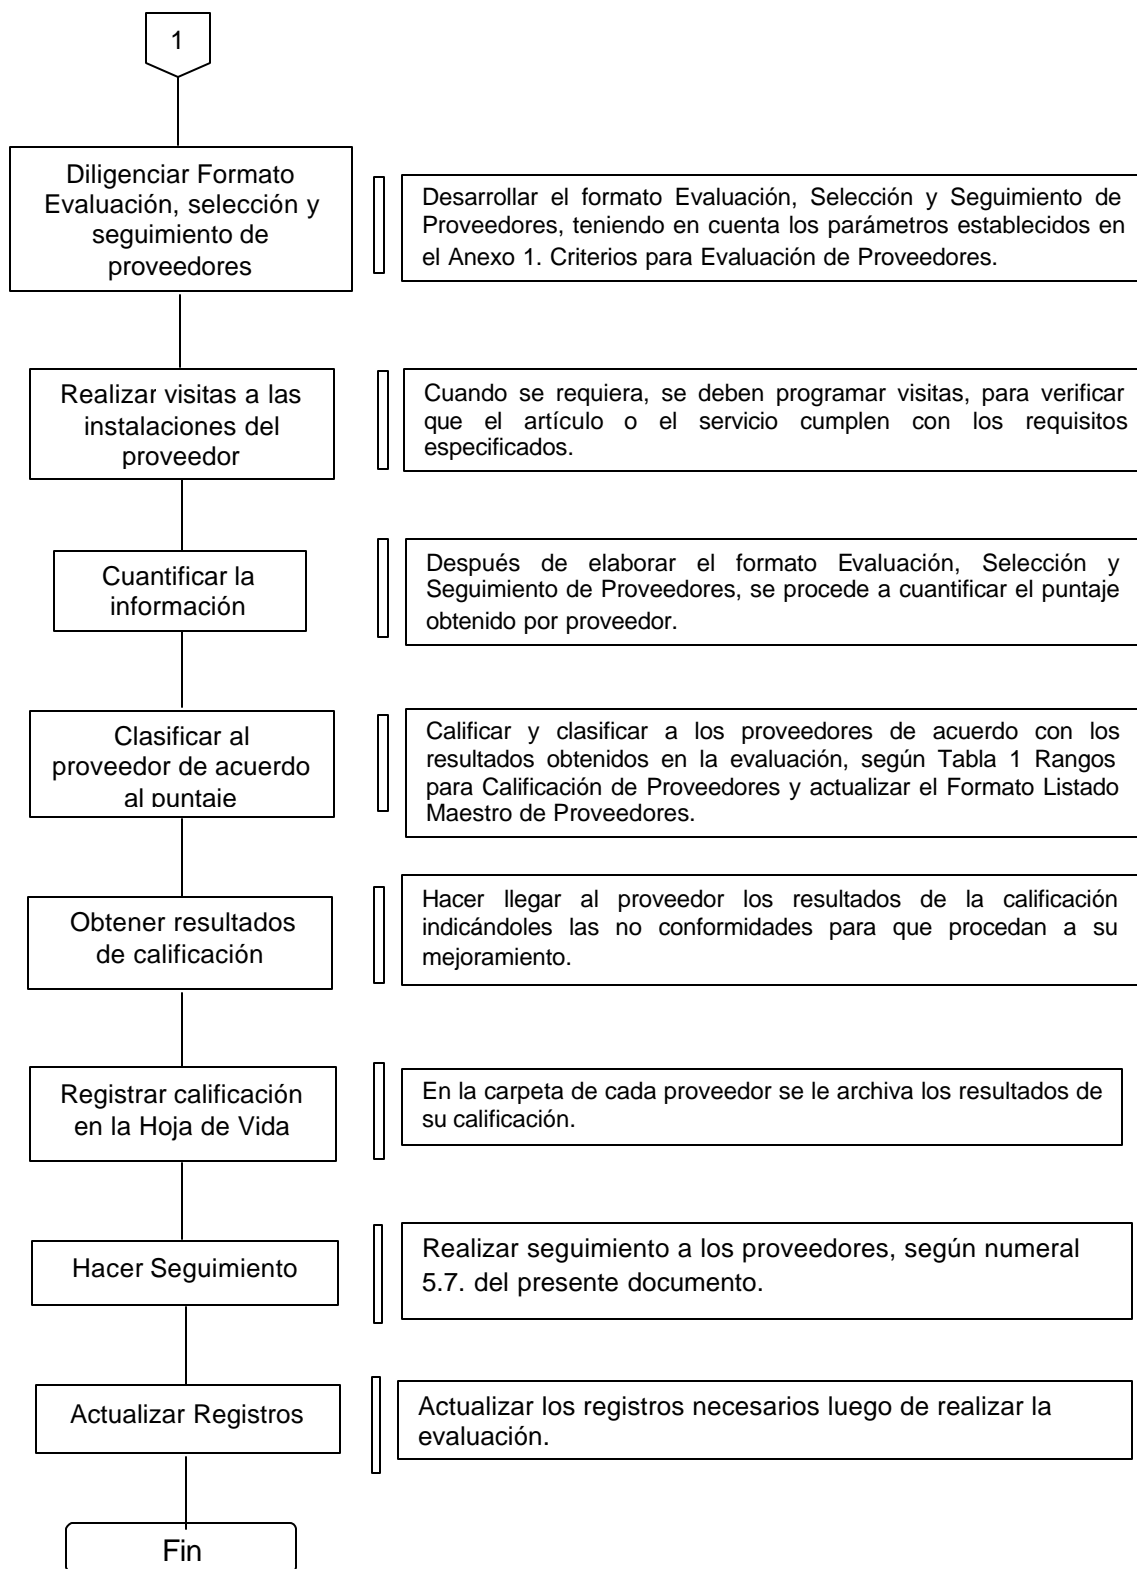 1
Diligenciar Formato
Evaluación, selección y
seguimiento de
proveedores
Desarrollar el formato Evaluación, Selección y Seguimiento de
Proveedores, teniendo en cuenta los parámetros establecidos en
el Anexo 1. Criterios para Evaluación de Proveedores.
Realizar visitas a las
instalaciones del
proveedor
Cuando se requiera, se deben programar visitas, para verificar
que el artículo o el servicio cumplen con los requisitos
especificados.
Cuantificar la
información
Después de elaborar el formato Evaluación, Selección y
Seguimiento de Proveedores, se procede a cuantificar el puntaje
obtenido por proveedor.
Clasificar al
proveedor de acuerdo
al puntaje
Calificar y clasificar a los proveedores de acuerdo con los
resultados obtenidos en la evaluación, según Tabla 1 Rangos
para Calificación de Proveedores y actualizar el Formato Listado
Maestro de Proveedores.
Obtener resultados
de calificación
Hacer llegar al proveedor los resultados de la calificación
indicándoles las no conformidades para que procedan a su
mejoramiento.
Registrar calificación
en la Hoja de Vida
En la carpeta de cada proveedor se le archiva los resultados de
su calificación.
Hacer Seguimiento
Realizar seguimiento a los proveedores, según numeral
5.7. del presente documento.
Actualizar Registros
Actualizar los registros necesarios luego de realizar la
evaluación.
Fin